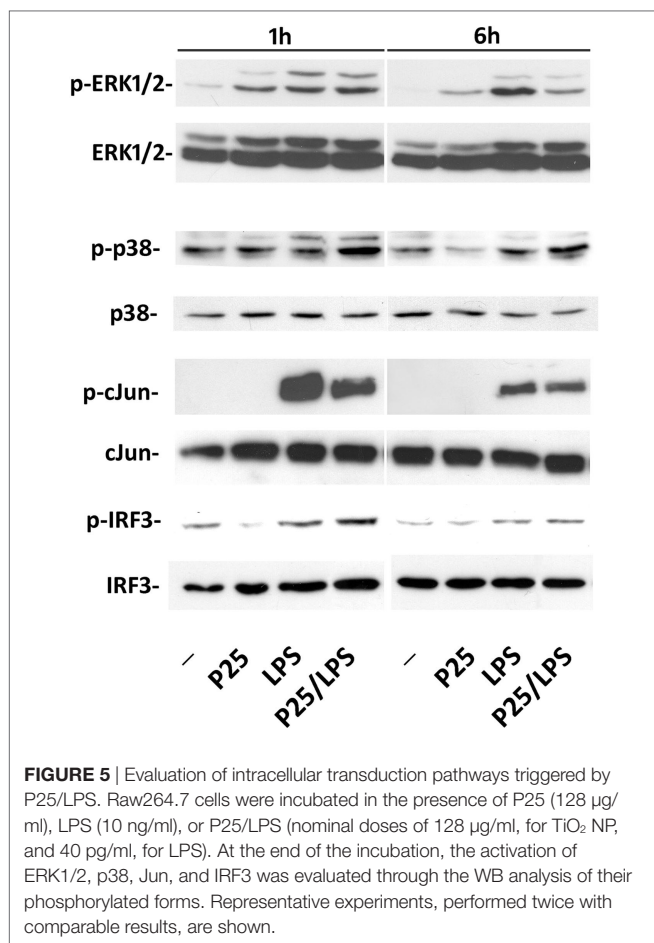 1h 6h
p-ERK1/2-
ERK1/2-
p-p38-
p38-
p-cJun-
cJun-
p-IRF3-
IRF3-
– P25 LPS P25/LPS – P25 LPS P25/LPS
FIGURE 5 | Evaluation of intracellular transduction pathways triggered by
P25/LPS. Raw264.7 cells were incubated in the presence of P25 (128 μg/
ml), LPS (10 ng/ml), or P25/LPS (nominal doses of 128 μg/ml, for TiO₂ NP,
and 40 pg/ml, for LPS). At the end of the incubation, the activation of
ERK1/2, p38, Jun, and IRF3 was evaluated through the WB analysis of their
phosphorylated forms. Representative experiments, performed twice with
comparable results, are shown.